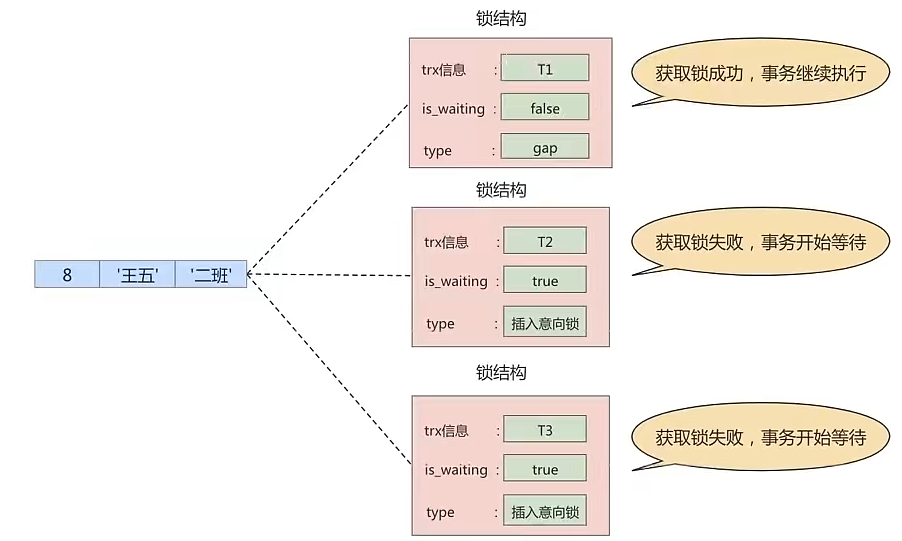 锁结构
trx信息 : T1
is_waiting : false
type : gap
获取锁成功，事务继续执行
锁结构
trx信息 : T2
is_waiting : true
type : 插入意向锁
获取锁失败，事务开始等待
8 '王五' '二班'
锁结构
trx信息 : T3
is_waiting : true
type : 插入意向锁
获取锁失败，事务开始等待